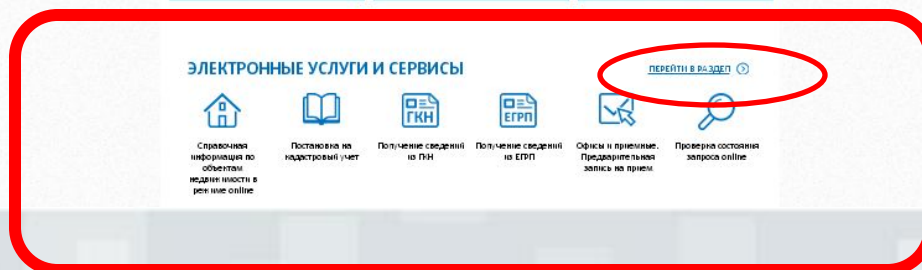 ЭЛЕКТРОННЫЕ УСЛУГИ И СЕРВИСЫ
ПЕРЕЙТИ В РАЗДЕЛ
ГКН
ЕГРП
Справочная
информация по
объектам
недвижимости в
режиме online
Постановка на
кадастровый учет
Получение сведений
из ГКН
Получение сведений
из ЕГРП
Офисы и приемные.
Предварительная
запись на прием
Проверка состояния
запроса online